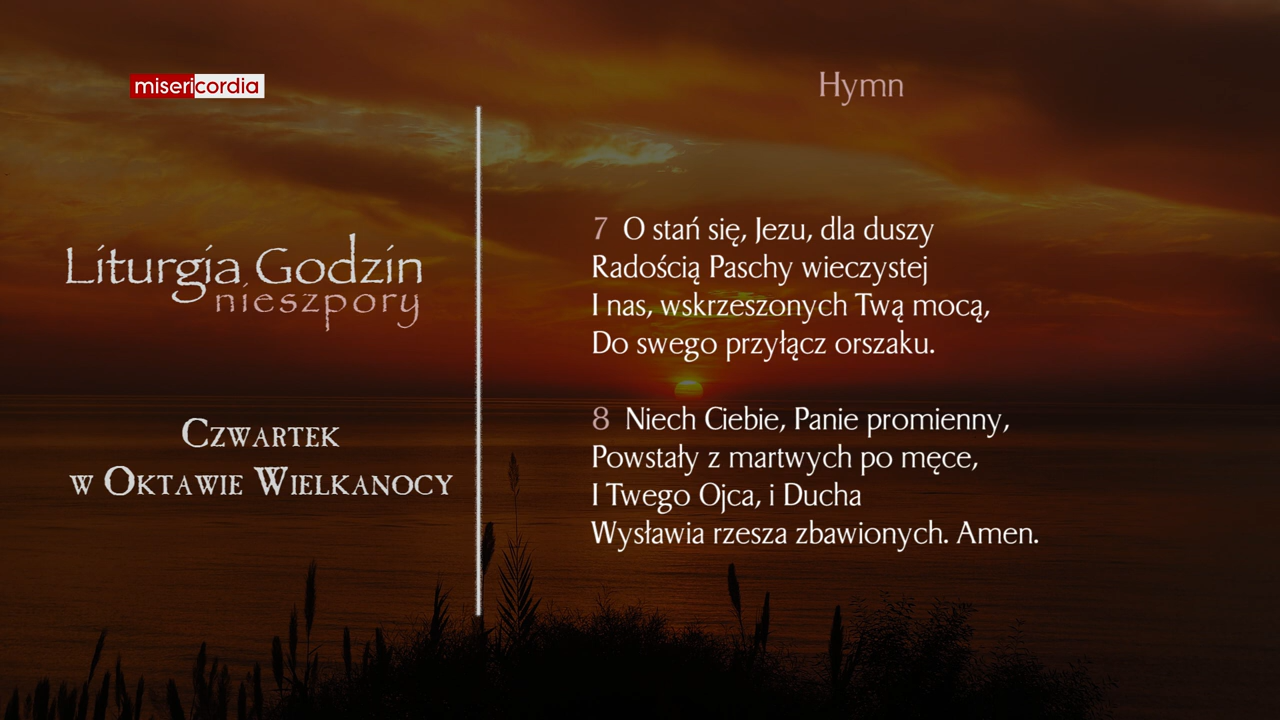 misericordia
Liturgia Godzin
nieszpory
Czwartek
w Oktawie Wielkanocy
Hymn
7 O stań się, Jezu, dla duszy
Radością Paschy wieczystej
I nas, wskrzeszonych Twą mocą,
Do swego przyłącz orszaku.
8 Niech Ciebie, Panie promienny,
Powstały z martwych po męce,
I Twego Ojca, i Ducha
Wysławia rzesza zbawionych. Amen.